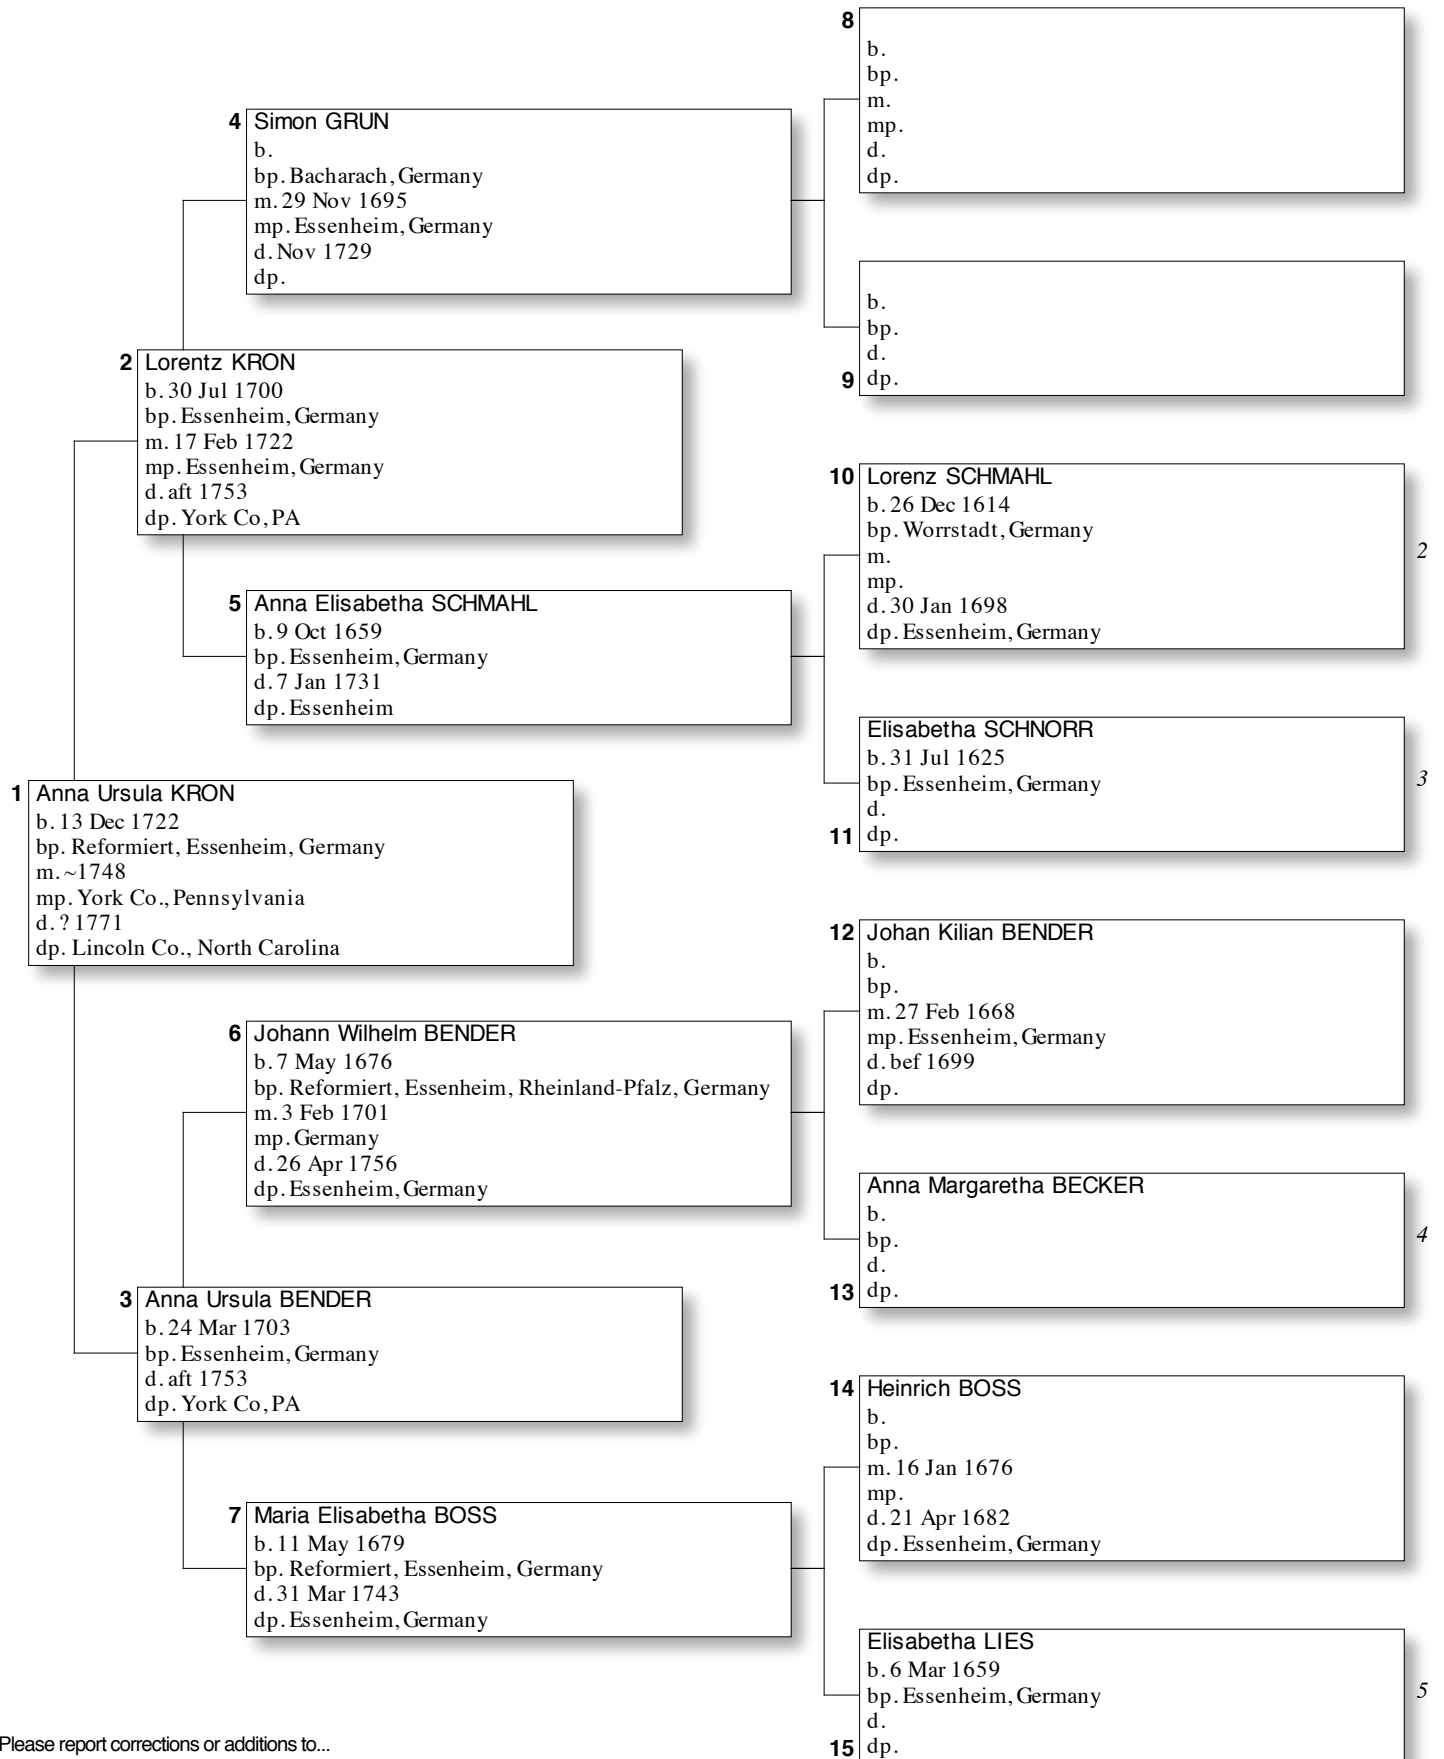 8
b.
bp.
m.
mp.
d.
dp.
4 Simon GRUN
b.
bp. Bacharach, Germany
m. 29 Nov 1695
mp. Essenheim, Germany
d. Nov 1729
dp.
b.
bp.
d.
9 dp.
2 Lorentz KRON
b. 30 Jul 1700
bp. Essenheim, Germany
m. 17 Feb 1722
mp. Essenheim, Germany
d. aft 1753
dp. York Co, PA
10 Lorenz SCHMAHL
b. 26 Dec 1614
bp. Worrstadt, Germany
m.
mp.
d. 30 Jan 1698
dp. Essenheim, Germany
2
5 Anna Elisabetha SCHMAHL
b. 9 Oct 1659
bp. Essenheim, Germany
d. 7 Jan 1731
dp. Essenheim
Elisabetha SCHNORR
b. 31 Jul 1625
bp. Essenheim, Germany
d.
11 dp.
3
1 Anna Ursula KRON
b. 13 Dec 1722
bp. Reformiert, Essenheim, Germany
m. ~1748
mp. York Co., Pennsylvania
d. ? 1771
dp. Lincoln Co., North Carolina
12 Johan Kilian BENDER
b.
bp.
m. 27 Feb 1668
mp. Essenheim, Germany
d. bef 1699
dp.
6 Johann Wilhelm BENDER
b. 7 May 1676
bp. Reformiert, Essenheim, Rheinland-Pfalz, Germany
m. 3 Feb 1701
mp. Germany
d. 26 Apr 1756
dp. Essenheim, Germany
Anna Margaretha BECKER
b.
bp.
d.
13 dp.
4
3 Anna Ursula BENDER
b. 24 Mar 1703
bp. Essenheim, Germany
d. aft 1753
dp. York Co, PA
14 Heinrich BOSS
b.
bp.
m. 16 Jan 1676
mp.
d. 21 Apr 1682
dp. Essenheim, Germany
7 Maria Elisabetha BOSS
b. 11 May 1679
bp. Reformiert, Essenheim, Germany
d. 31 Mar 1743
dp. Essenheim, Germany
Elisabetha LIES
b. 6 Mar 1659
bp. Essenheim, Germany
d.
15 dp.
5
Please report corrections or additions to...